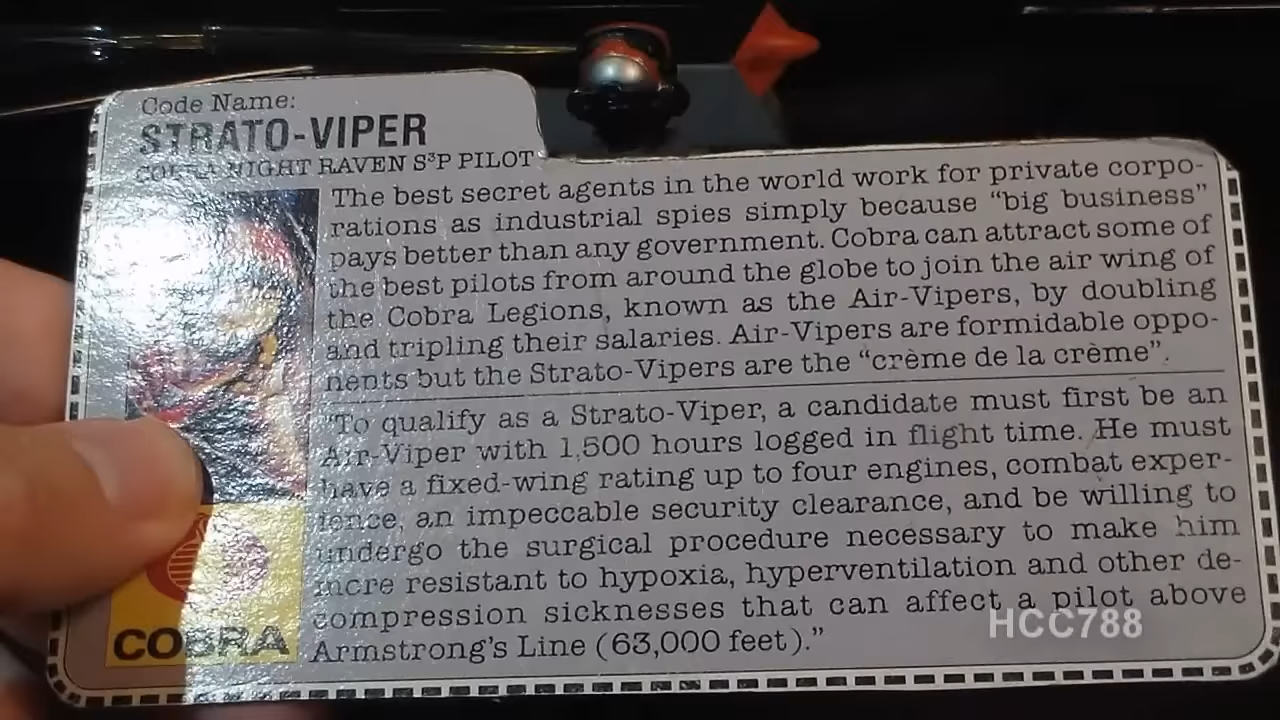 Code Name:
STRATO-VIPER
COBRA NIGHT RAVEN S³P PILOT
The best secret agents in the world work for private corpo-
rations as industrial spies simply because "big business"
pays better than any government. Cobra can attract some of
the best pilots from around the globe to join the air wing of
the Cobra Legions, known as the Air-Vipers, by doubling
and tripling their salaries. Air-Vipers are formidable oppo-
nents but the Strato-Vipers are the "crème de la crème".
"To qualify as a Strato-Viper, a candidate must first be an
Air-Viper with 1,500 hours logged in flight time. He must
have a fixed-wing rating up to four engines, combat exper-
ience, an impeccable security clearance, and be willing to
undergo the surgical procedure necessary to make him
more resistant to hypoxia, hyperventilation and other de-
compression sicknesses that can affect a pilot above
Armstrong's Line (63,000 feet)."
COBRA
HCC788